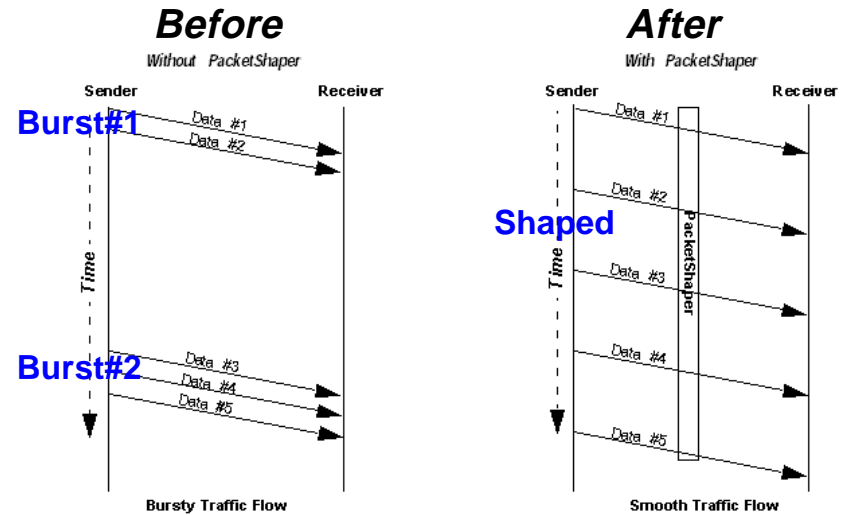 Before
Without PacketShaper
Sender Receiver
Burst#1
Data #1
Data #2
Time
Burst#2
Data #3
Data #4
Data #5
Bursty Traffic Flow
After
With PacketShaper
Sender Receiver
Data #1
Data #2
Shaped
PacketShaper
Time
Data #3
Data #4
Data #5
Smooth Traffic Flow